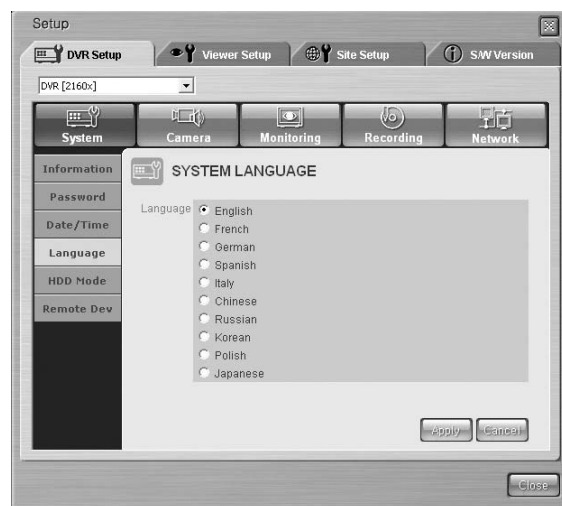 Setup
DVR Setup Viewer Setup Site Setup S/W Version
DVR [2160x]
System Camera Monitoring Recording Network
Information
Password
Date/Time
Language
HDD Mode
Remote Dev
SYSTEM LANGUAGE
Language
English
French
German
Spanish
Italy
Chinese
Russian
Korean
Polish
Japanese
Apply Cancel
Close